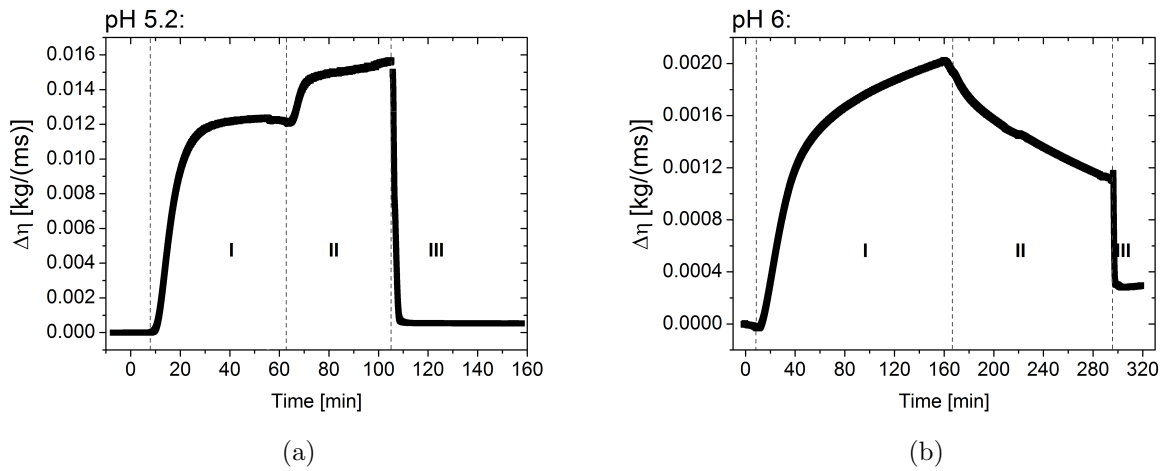 pH 5.2:
0.016
0.014
0.012
0.010
0.008
0.006
0.004
0.002
0.000
Δη [kg/(ms)]
I
II
III
0 20 40 60 80 100 120 140 160
Time [min]
(a)
pH 6:
0.0020
0.0016
0.0012
0.0008
0.0004
0.0000
Δη [kg/(ms)]
I
II
III
0 40 80 120 160 200 240 280 320
Time [min]
(b)